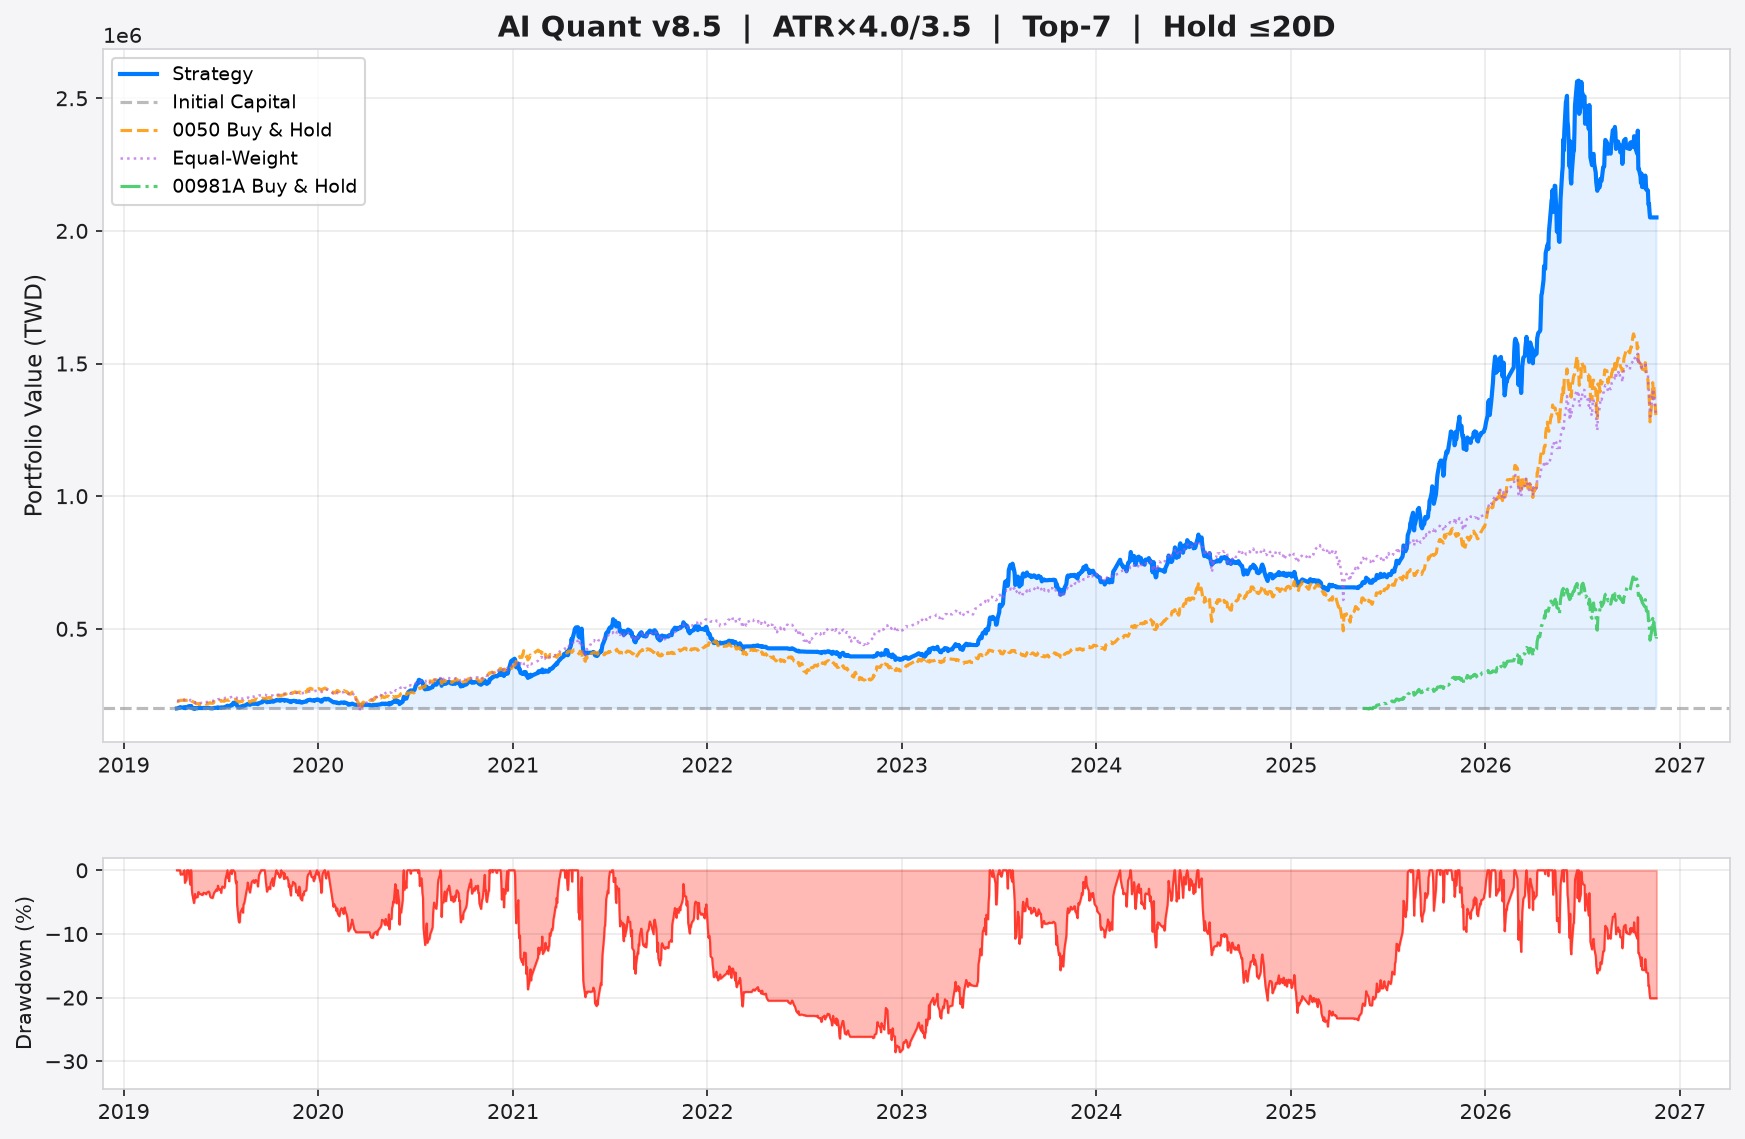 AI Quant v8.5 | ATR×4.0/3.5 | Top-7 | Hold ≤20D
1e6
Strategy
Initial Capital
0050 Buy & Hold
Equal-Weight
00981A Buy & Hold
2.5
2.0
1.5
1.0
0.5
Portfolio Value (TWD)
2019 2020 2021 2022 2023 2024 2025 2026 2027
0
−10
−20
−30
Drawdown (%)
2019 2020 2021 2022 2023 2024 2025 2026 2027